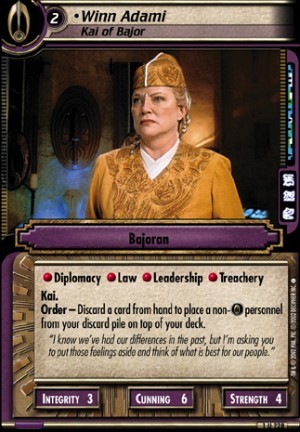 2
•Winn Adami
Kai of Bajor
Bajoran
Diplomacy Law Leadership Treachery
Kai.
Order – Discard a card from hand to place a non- personnel
from your discard pile on top of your deck.
"I know we've had our differences in the past, but I'm asking you
to put those feelings aside and think of what is best for our people."
INTEGRITY 3 CUNNING 6 STRENGTH 4